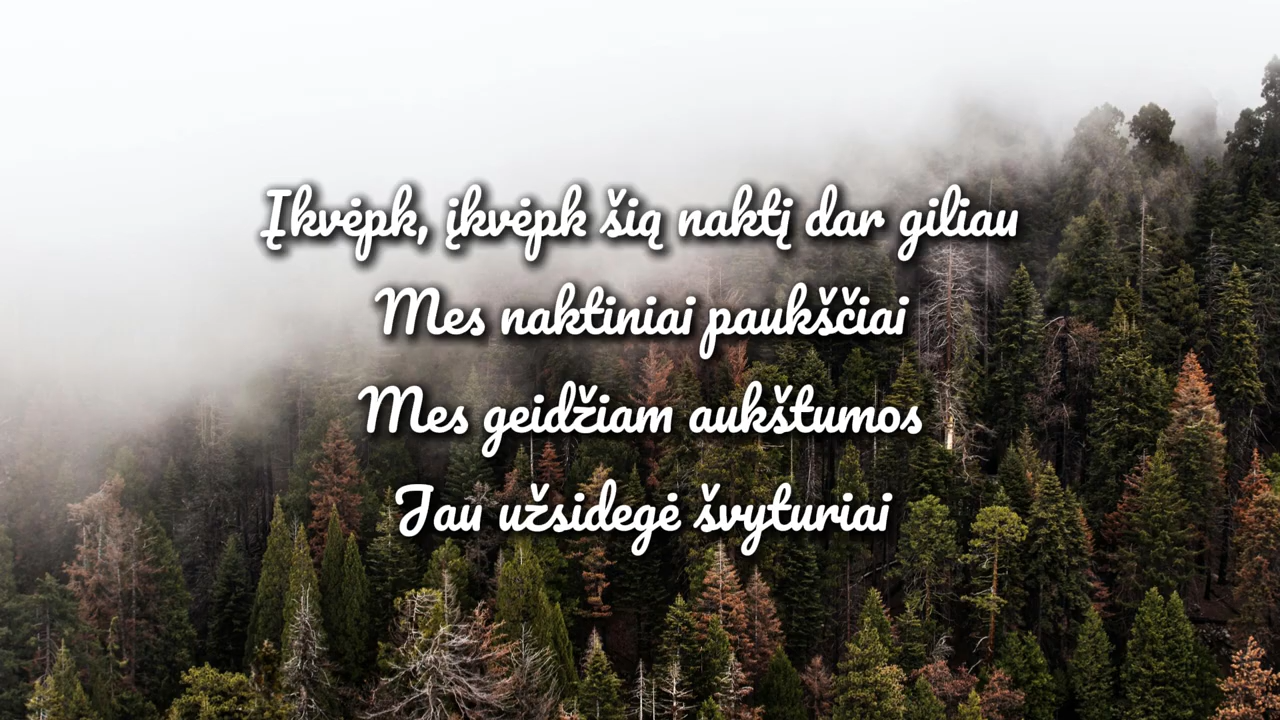 Įkvėpk, įkvėpk šią naktį dar giliau
Mes naktiniai paukščiai
Mes geidžiam aukštumos
Jau užsidegė švyturiai